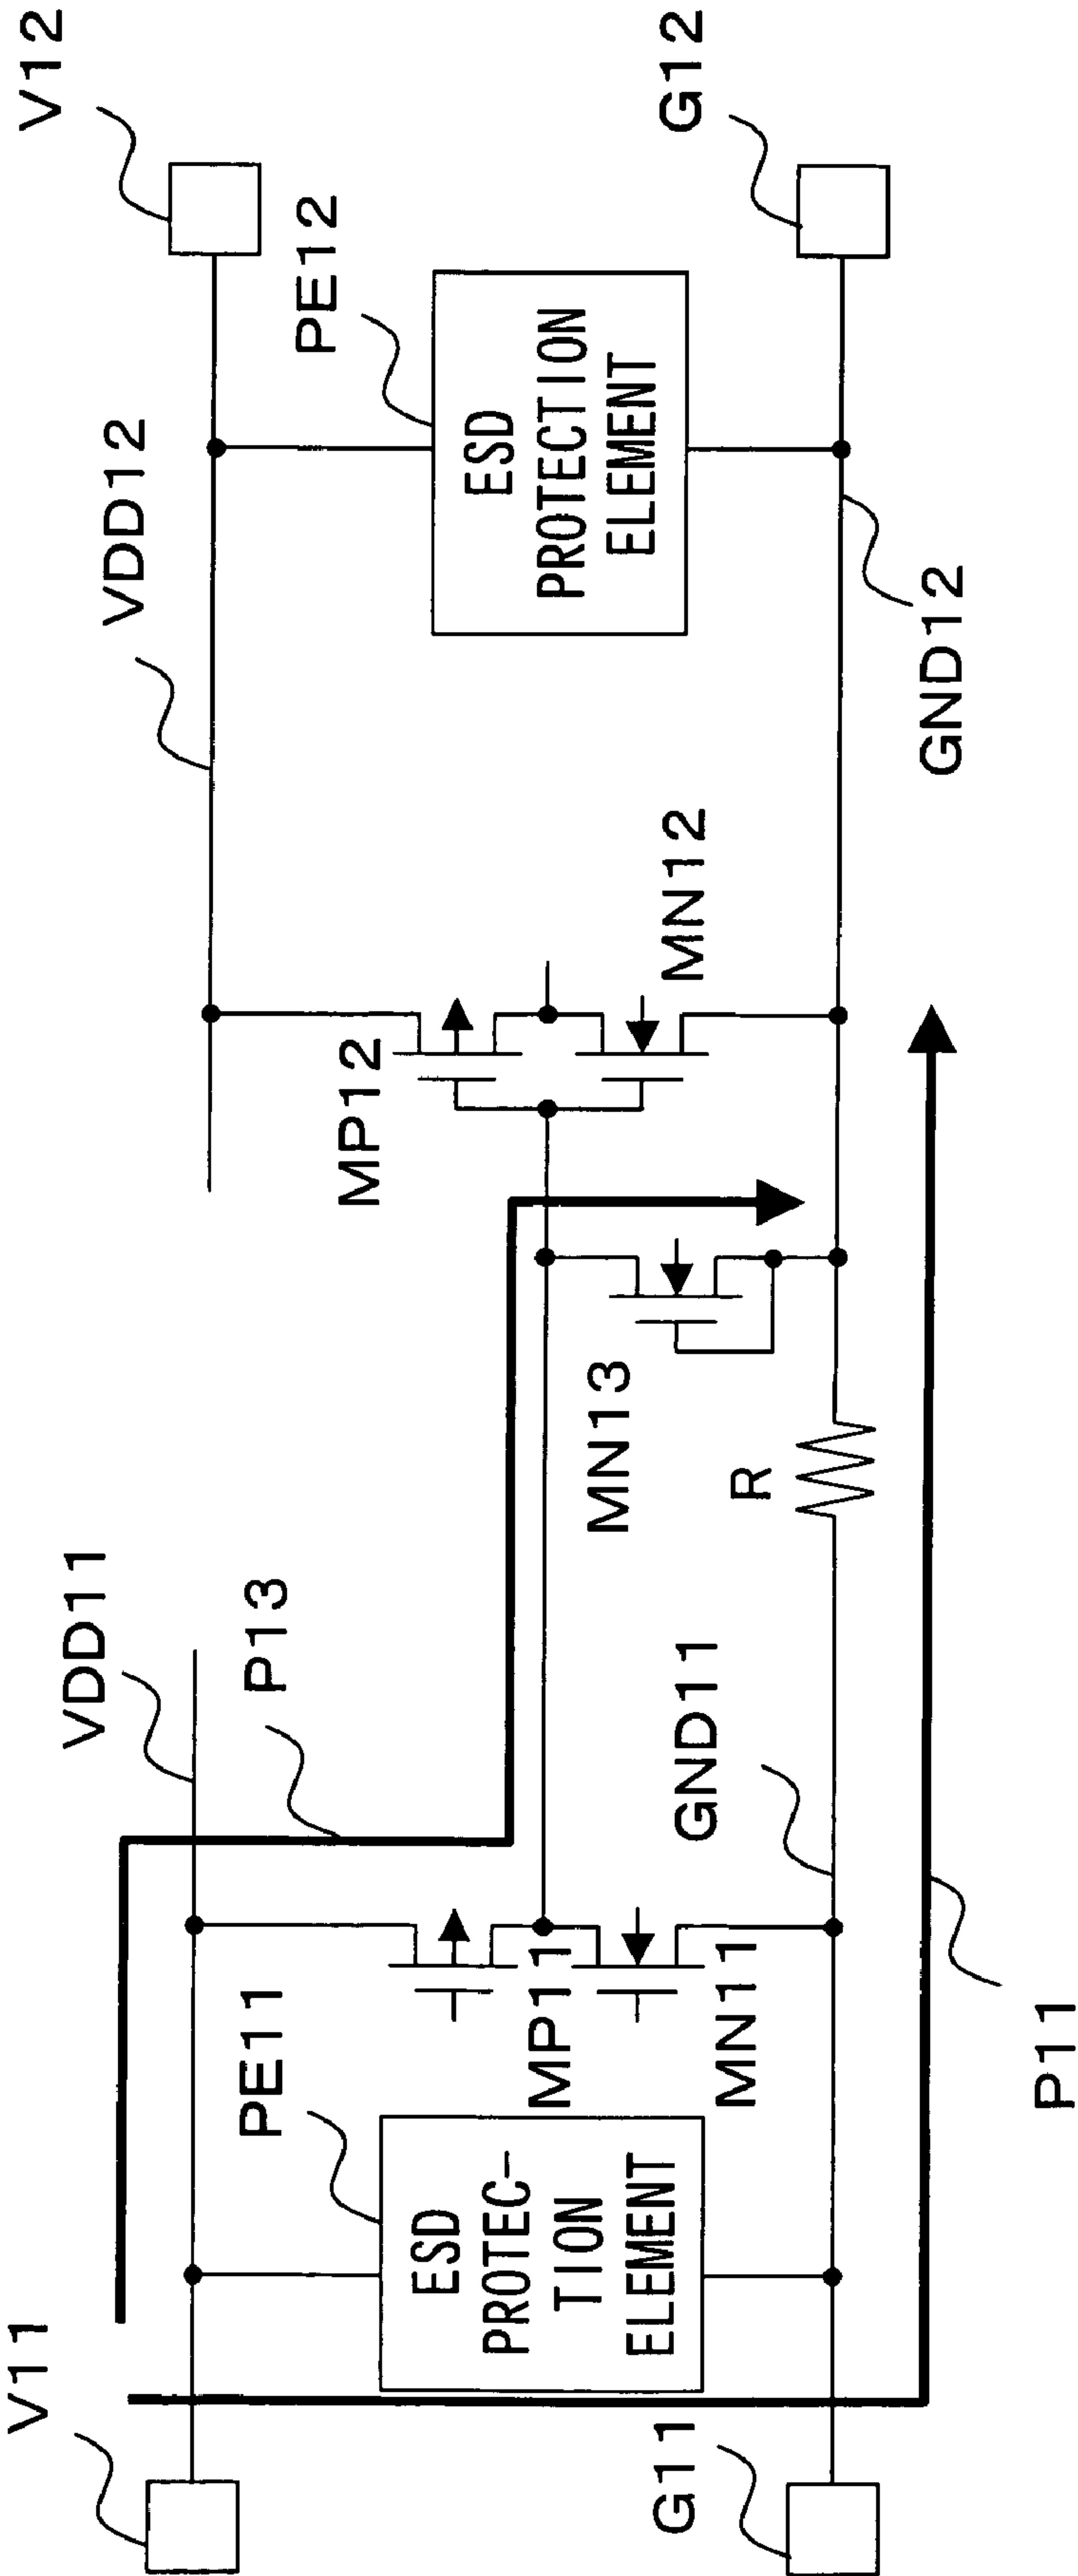 V11
VDD11
P13
VDD12
V12
PE11
ESD
PROTEC-
TION
ELEMENT
MP11
MN11
MP12
MN12
MN13
R
PE12
ESD
PROTECTION
ELEMENT
G11
GND11
P11
GND12
G12